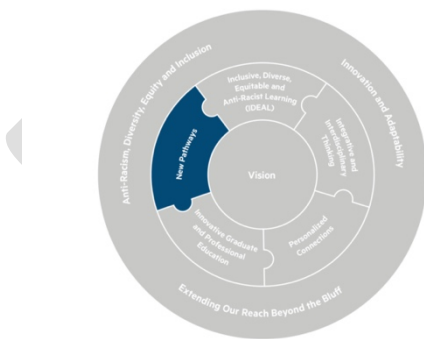 Anti-Racism, Diversity, Equity and Inclusion
Innovation and Adaptability
Extending Our Reach Beyond the Bluff
Inclusive, Diverse,
Equitable and
Anti-Racist Learning
(IDEAL)
Integrative and
Interdisciplinary
Thinking
Personalized
Connections
Innovative Graduate
and Professional
Education
New Pathways
Vision